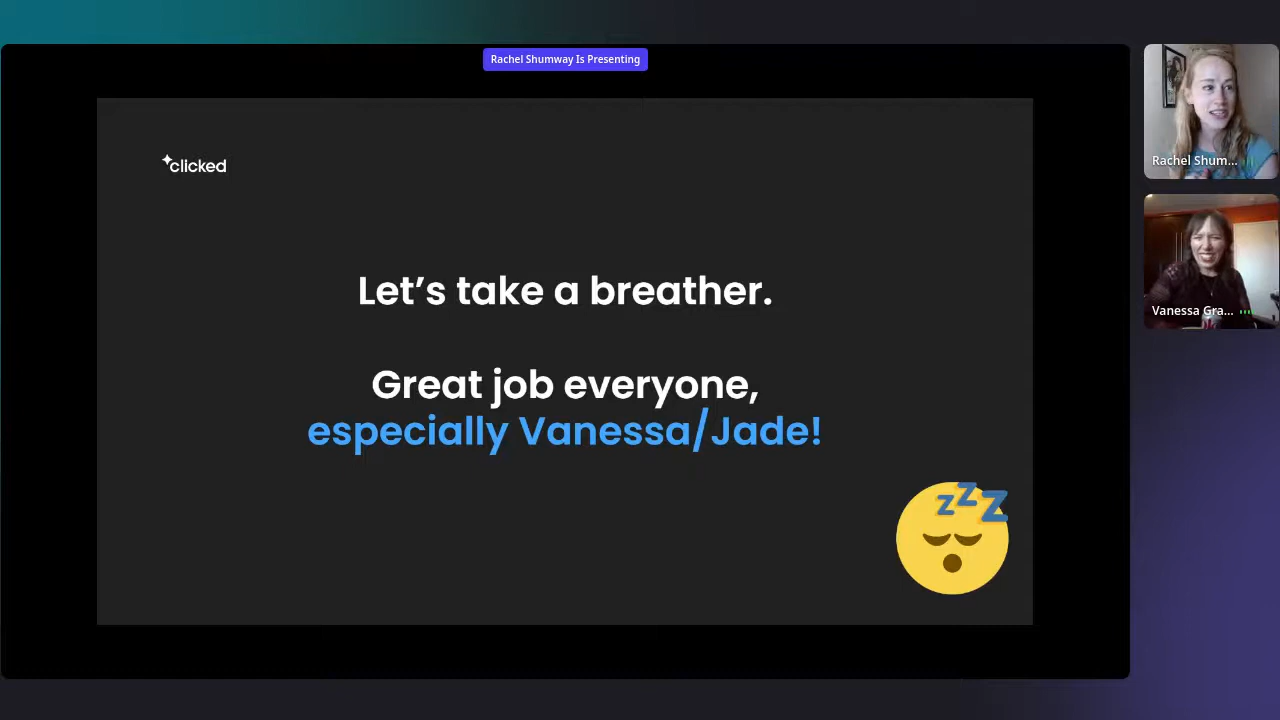 Rachel Shumway Is Presenting
clicked
Let's take a breather.
Great job everyone,
especially Vanessa/Jade!
z z z
Rachel Shum...
Vanessa Gra...